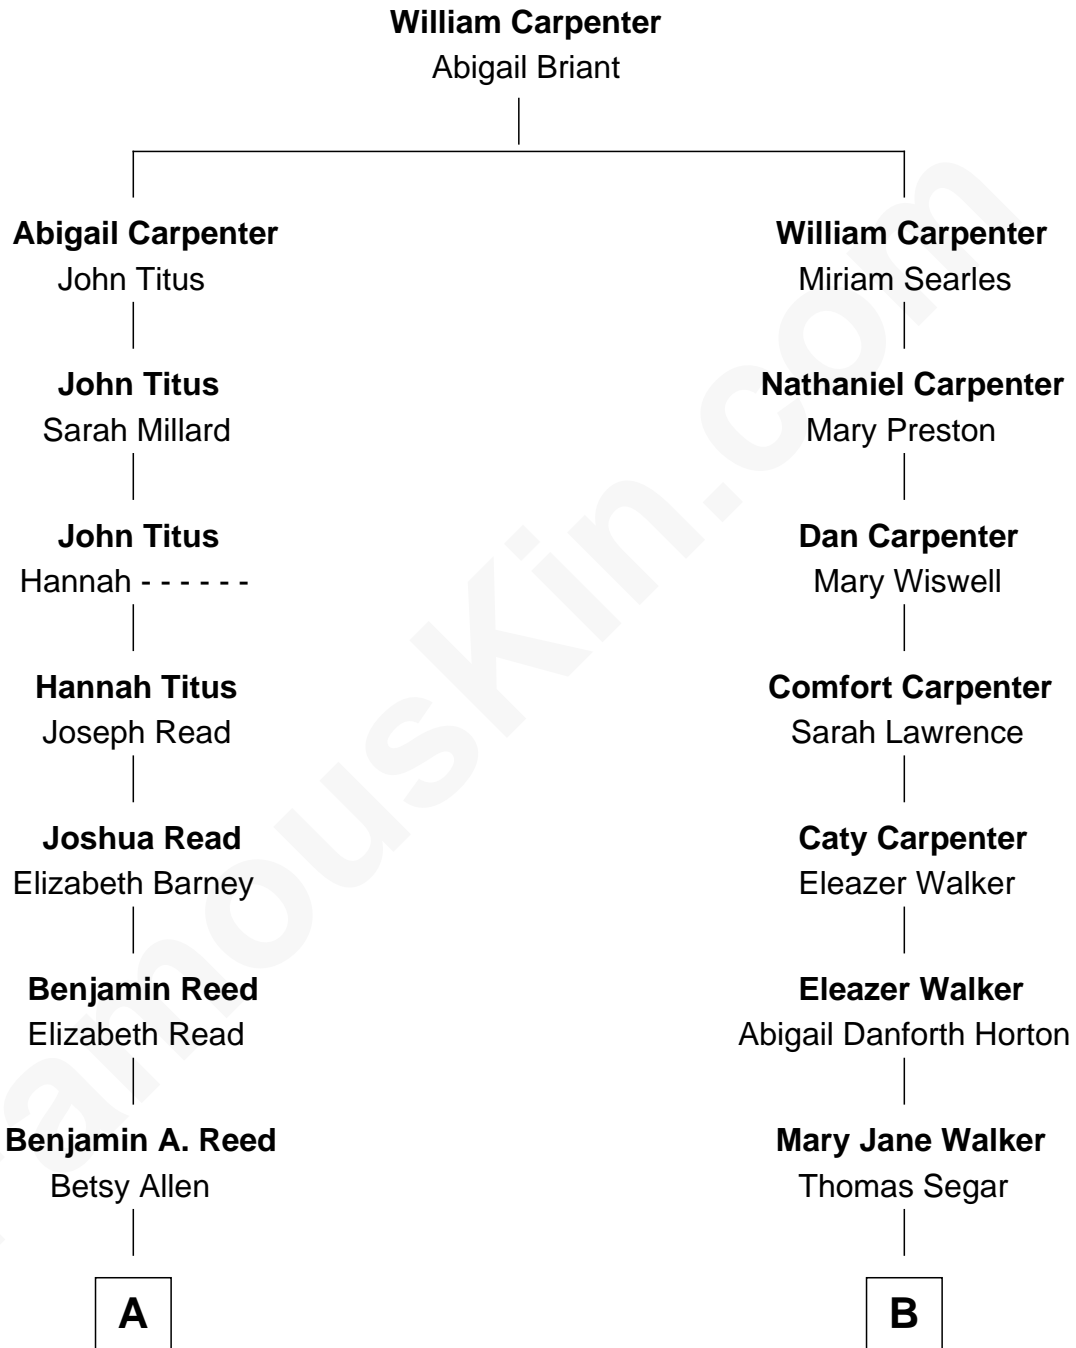 William Carpenter
Abigail Briant
Abigail Carpenter
John Titus
John Titus
Sarah Millard
John Titus
Hannah - - - - - -
Hannah Titus
Joseph Read
Joshua Read
Elizabeth Barney
Benjamin Reed
Elizabeth Read
Benjamin A. Reed
Betsy Allen
A
William Carpenter
Miriam Searles
Nathaniel Carpenter
Mary Preston
Dan Carpenter
Mary Wiswell
Comfort Carpenter
Sarah Lawrence
Caty Carpenter
Eleazer Walker
Eleazer Walker
Abigail Danforth Horton
Mary Jane Walker
Thomas Segar
B
FamousKin.com